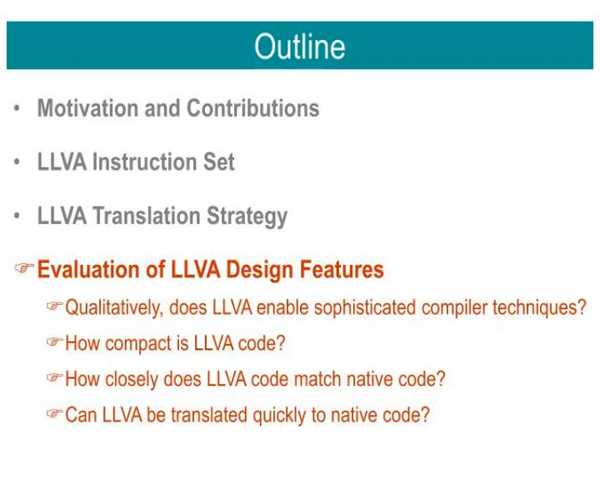 Outline
• Motivation and Contributions
• LLVA Instruction Set
• LLVA Translation Strategy
☞Evaluation of LLVA Design Features
☞Qualitatively, does LLVA enable sophisticated compiler techniques?
☞How compact is LLVA code?
☞How closely does LLVA code match native code?
☞Can LLVA be translated quickly to native code?